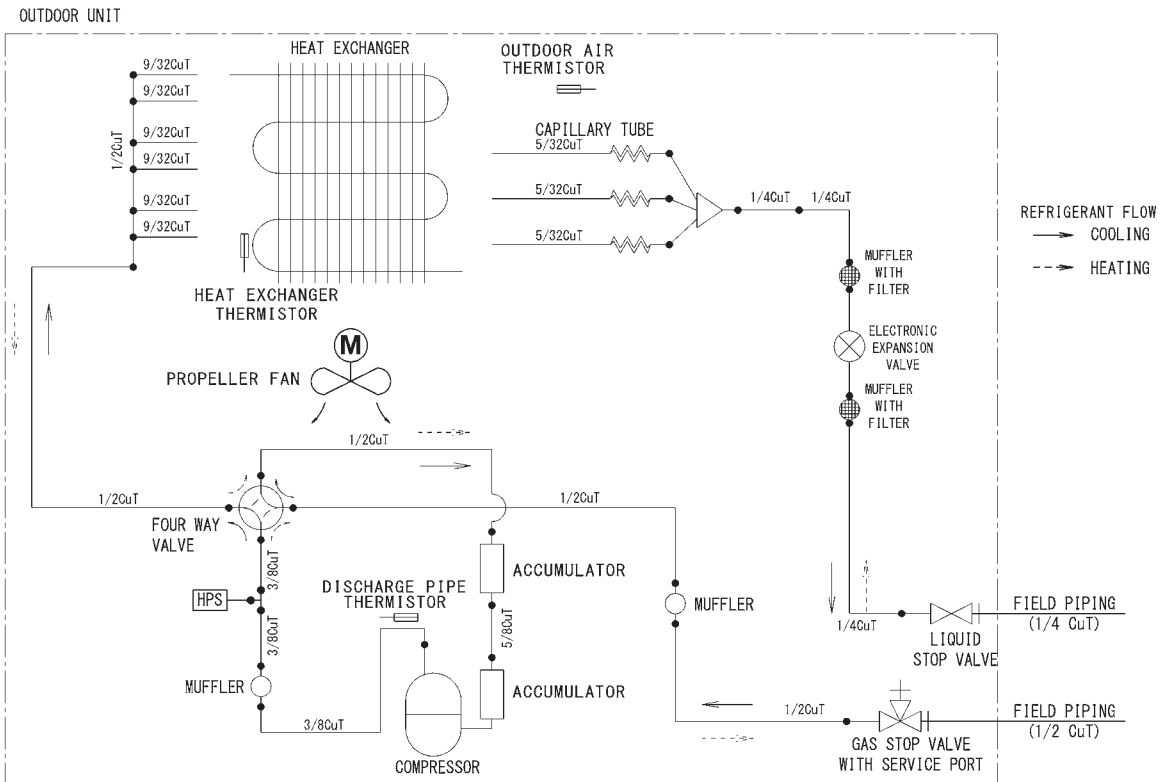 OUTDOOR UNIT
HEAT EXCHANGER
OUTDOOR AIR
THERMISTOR
9/32CuT
9/32CuT
9/32CuT
9/32CuT
9/32CuT
9/32CuT
1/2CuT
CAPILLARY TUBE
5/32CuT
5/32CuT
5/32CuT
1/4CuT
1/4CuT
REFRIGERANT FLOW
COOLING
HEATING
MUFFLER
WITH
FILTER
ELECTRONIC
EXPANSION
VALVE
MUFFLER
WITH
FILTER
HEAT EXCHANGER
THERMISTOR
M
PROPELLER FAN
1/2CuT
1/2CuT
1/2CuT
FOUR WAY
VALVE
3/8CuT
HPS
3/8CuT
MUFFLER
3/8CuT
DISCHARGE PIPE
THERMISTOR
ACCUMULATOR
5/8CuT
ACCUMULATOR
COMPRESSOR
MUFFLER
1/4CuT
LIQUID
STOP VALVE
FIELD PIPING
(1/4 CuT)
1/2CuT
GAS STOP VALVE
WITH SERVICE PORT
FIELD PIPING
(1/2 CuT)